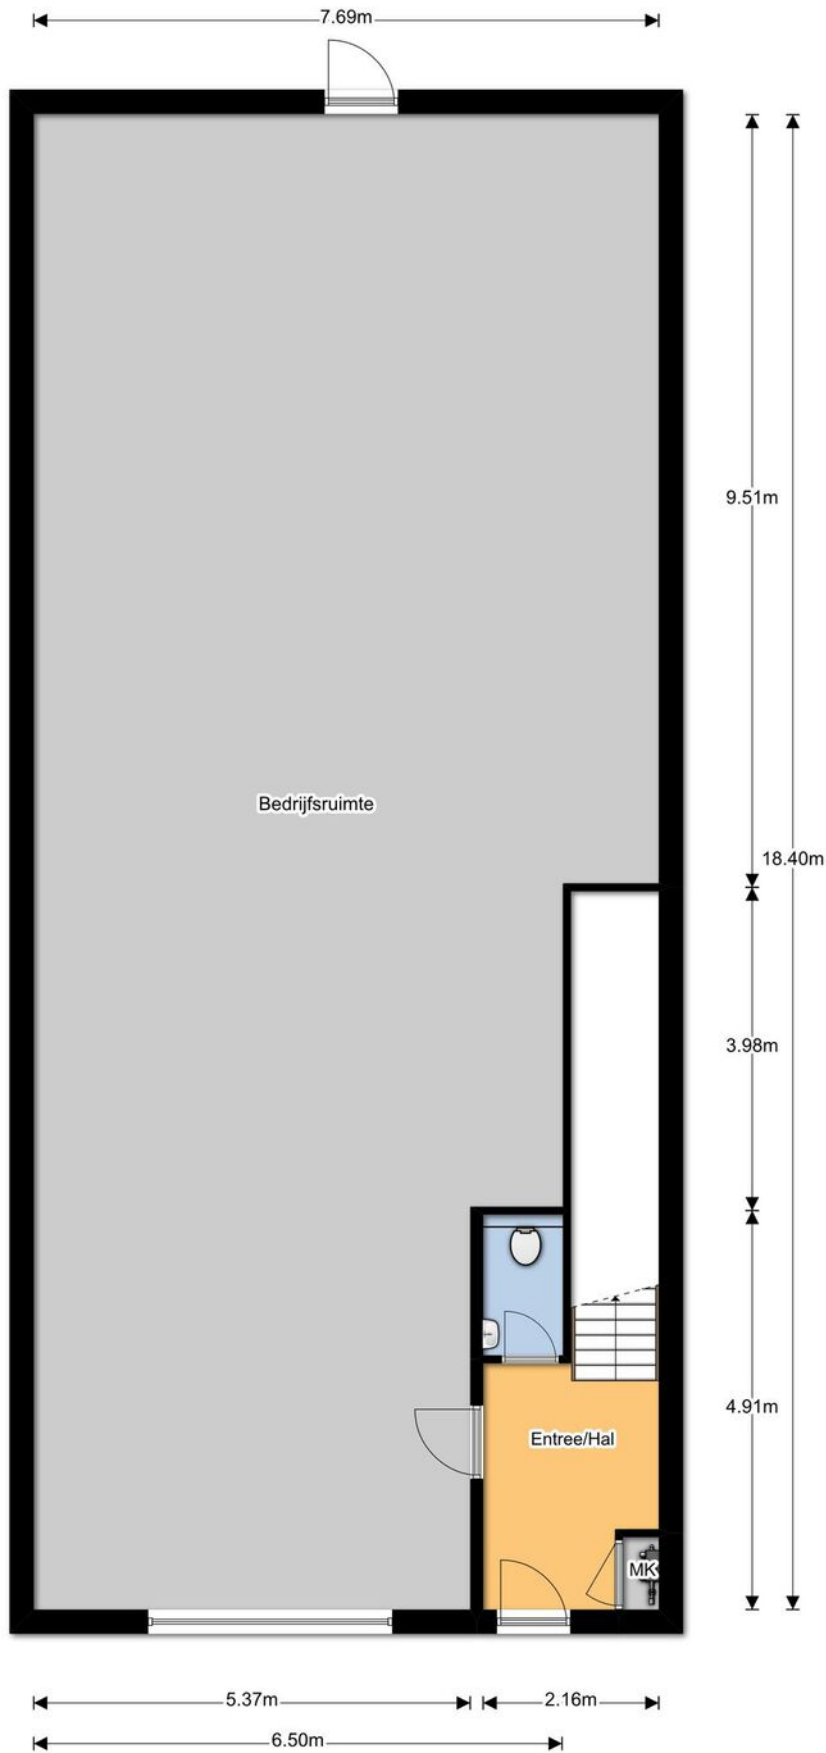 7.69m
9.51m
Bedrijfsruimte
18.40m
3.98m
4.91m
Entree/Hal
MK
5.37m
2.16m
6.50m